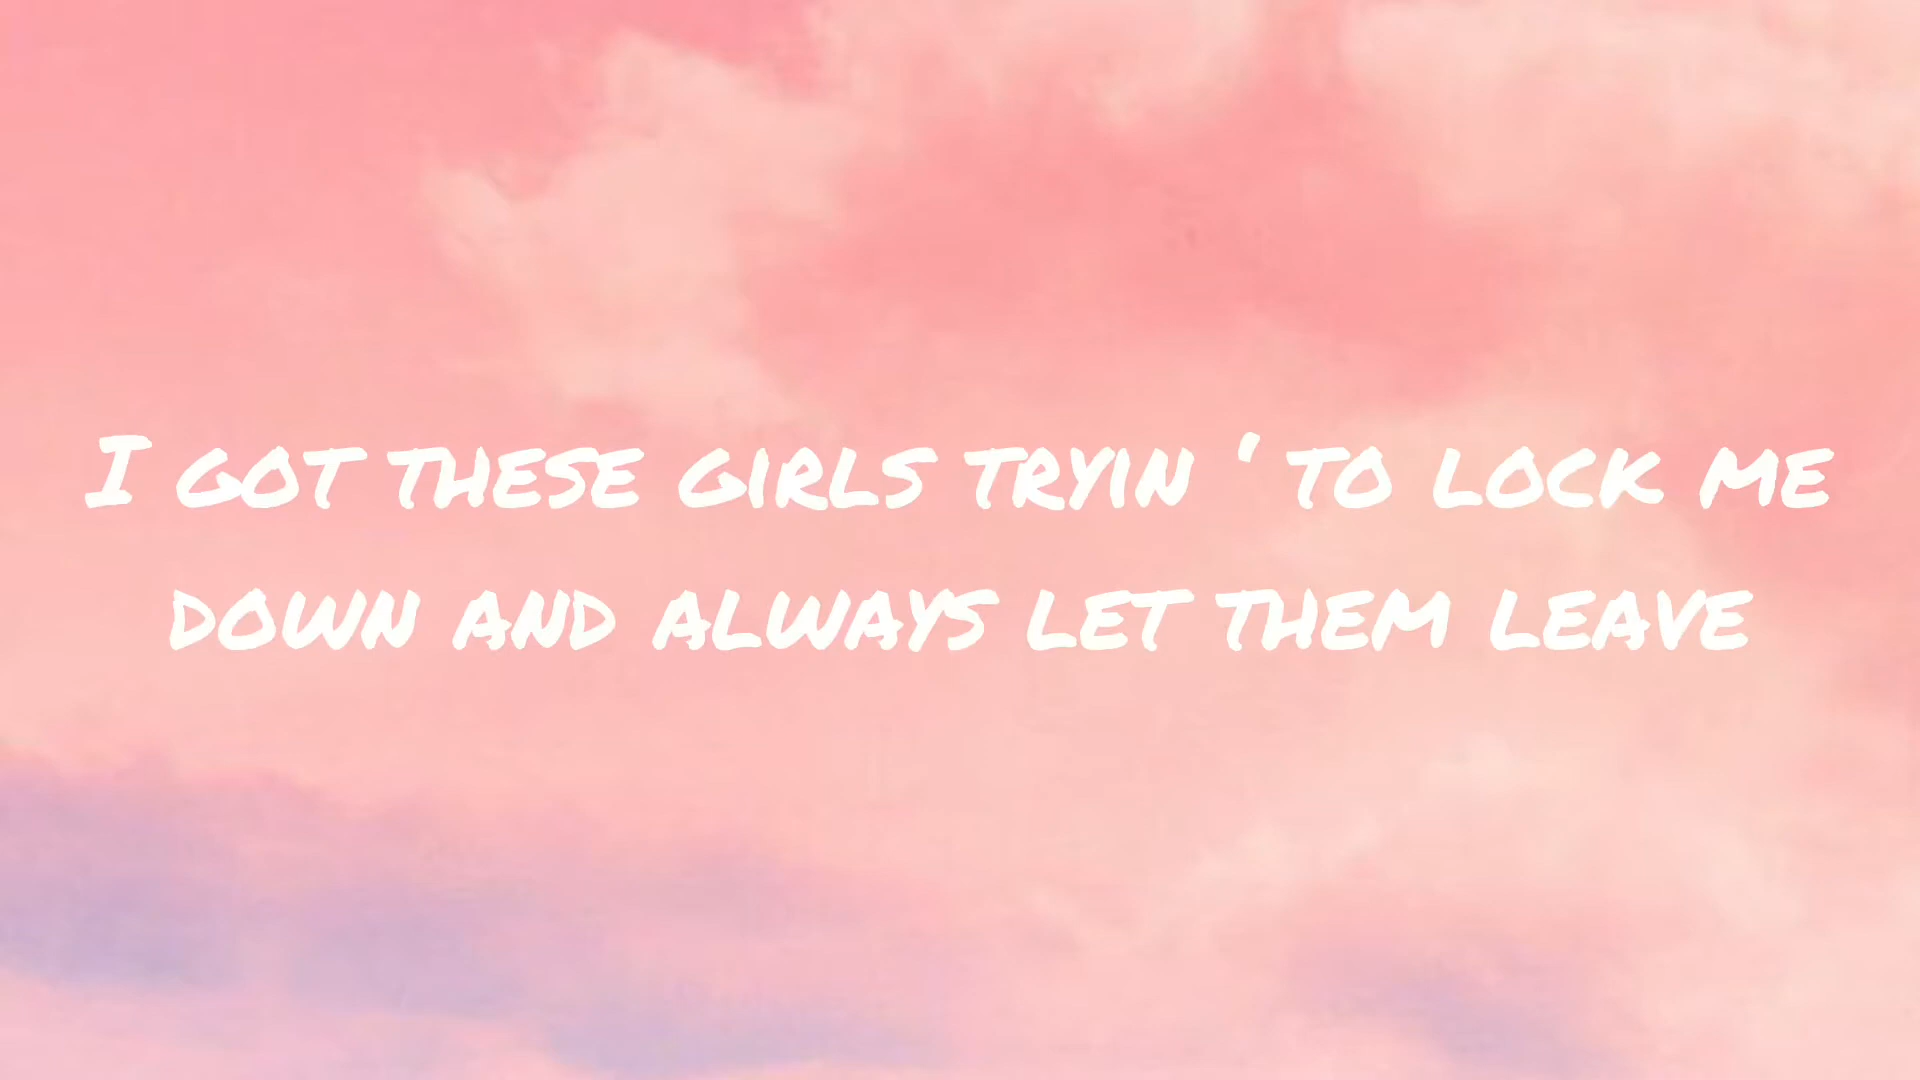 I GOT THESE GIRLS TRYIN ‘ TO LOCK ME
DOWN AND ALWAYS LET THEM LEAVE